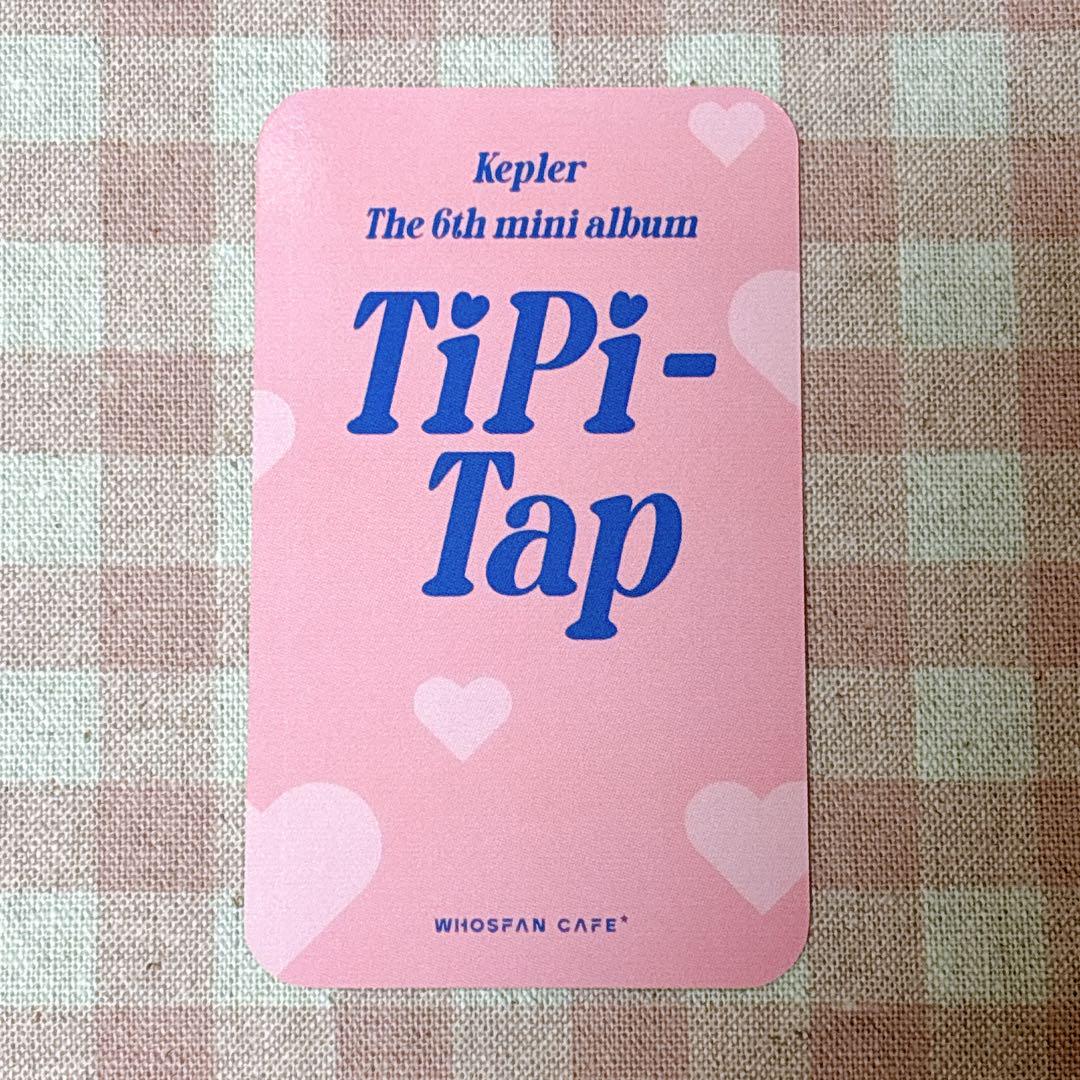 Kepler
The 6th mini album
TiPi-
Tap
WHOSFAN CAFE*